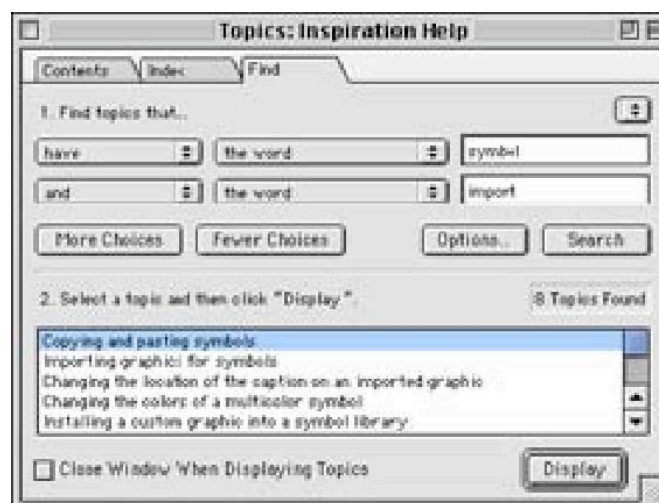 Topics: Inspiration Help
Contents Index Find
1. Find topics that...
have the word symbol
and the word import
More Choices Fewer Choices Options... Search
2. Select a topic and then click "Display".
8 Topics Found
Copying and pasting symbols
Importing graphics for symbols
Changing the location of the caption on an imported graphic
Changing the colors of a multicolor symbol
Installing a custom graphic into a symbol library
Close Window When Displaying Topics
Display